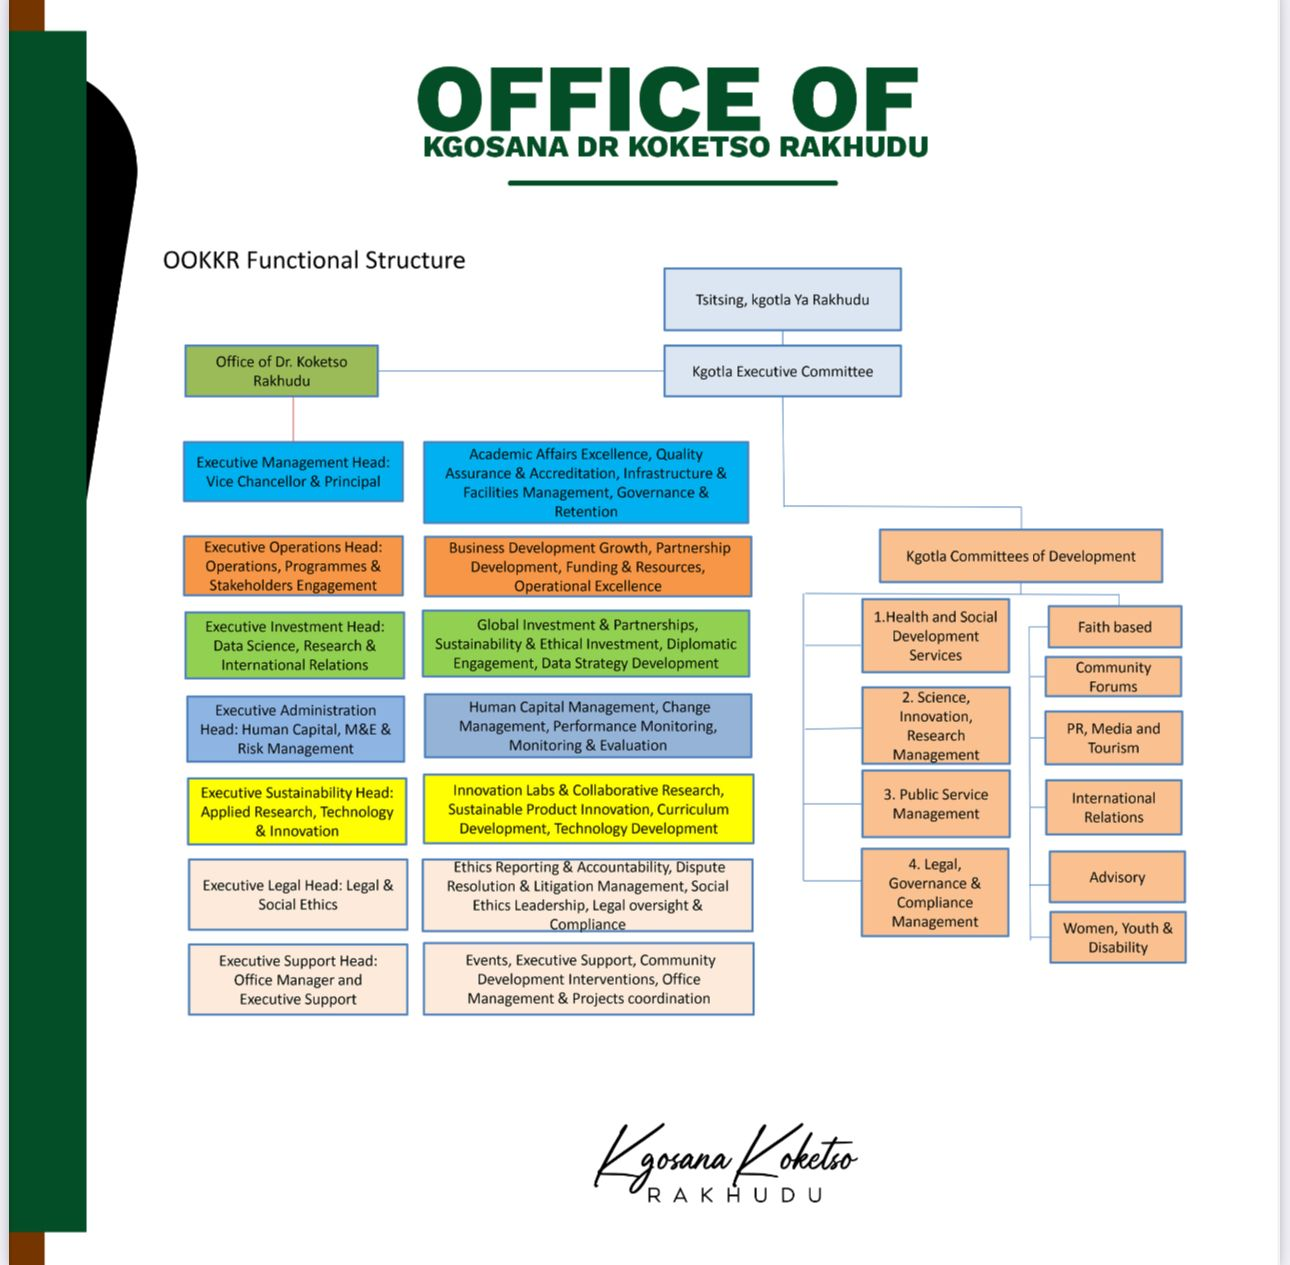 OFFICE OF
KGOSANA DR KOKETSO RAKHUDU
OOKKR Functional Structure
Tsitsing, kgotla Ya Rakhudu
Office of Dr. Koketso
Rakhudu
Kgotla Executive Committee
Executive Management Head:
Vice Chancellor & Principal
Academic Affairs Excellence, Quality
Assurance & Accreditation, Infrastructure &
Facilities Management, Governance &
Retention
Executive Operations Head:
Operations, Programmes &
Stakeholders Engagement
Business Development Growth, Partnership
Development, Funding & Resources,
Operational Excellence
Executive Investment Head:
Data Science, Research &
International Relations
Global Investment & Partnerships,
Sustainability & Ethical Investment, Diplomatic
Engagement, Data Strategy Development
Executive Administration
Head: Human Capital, M&E &
Risk Management
Human Capital Management, Change
Management, Performance Monitoring,
Monitoring & Evaluation
Executive Sustainability Head:
Applied Research, Technology
& Innovation
Innovation Labs & Collaborative Research,
Sustainable Product Innovation, Curriculum
Development, Technology Development
Executive Legal Head: Legal &
Social Ethics
Ethics Reporting & Accountability, Dispute
Resolution & Litigation Management, Social
Ethics Leadership, Legal oversight &
Compliance
Executive Support Head:
Office Manager and
Executive Support
Events, Executive Support, Community
Development Interventions, Office
Management & Projects coordination
Kgotla Committees of Development
1.Health and Social
Development
Services
2. Science,
Innovation,
Research
Management
3. Public Service
Management
4. Legal,
Governance &
Compliance
Management
Faith based
Community
Forums
PR, Media and
Tourism
International
Relations
Advisory
Women, Youth &
Disability
Kgosana Koketso
RAKHUDU